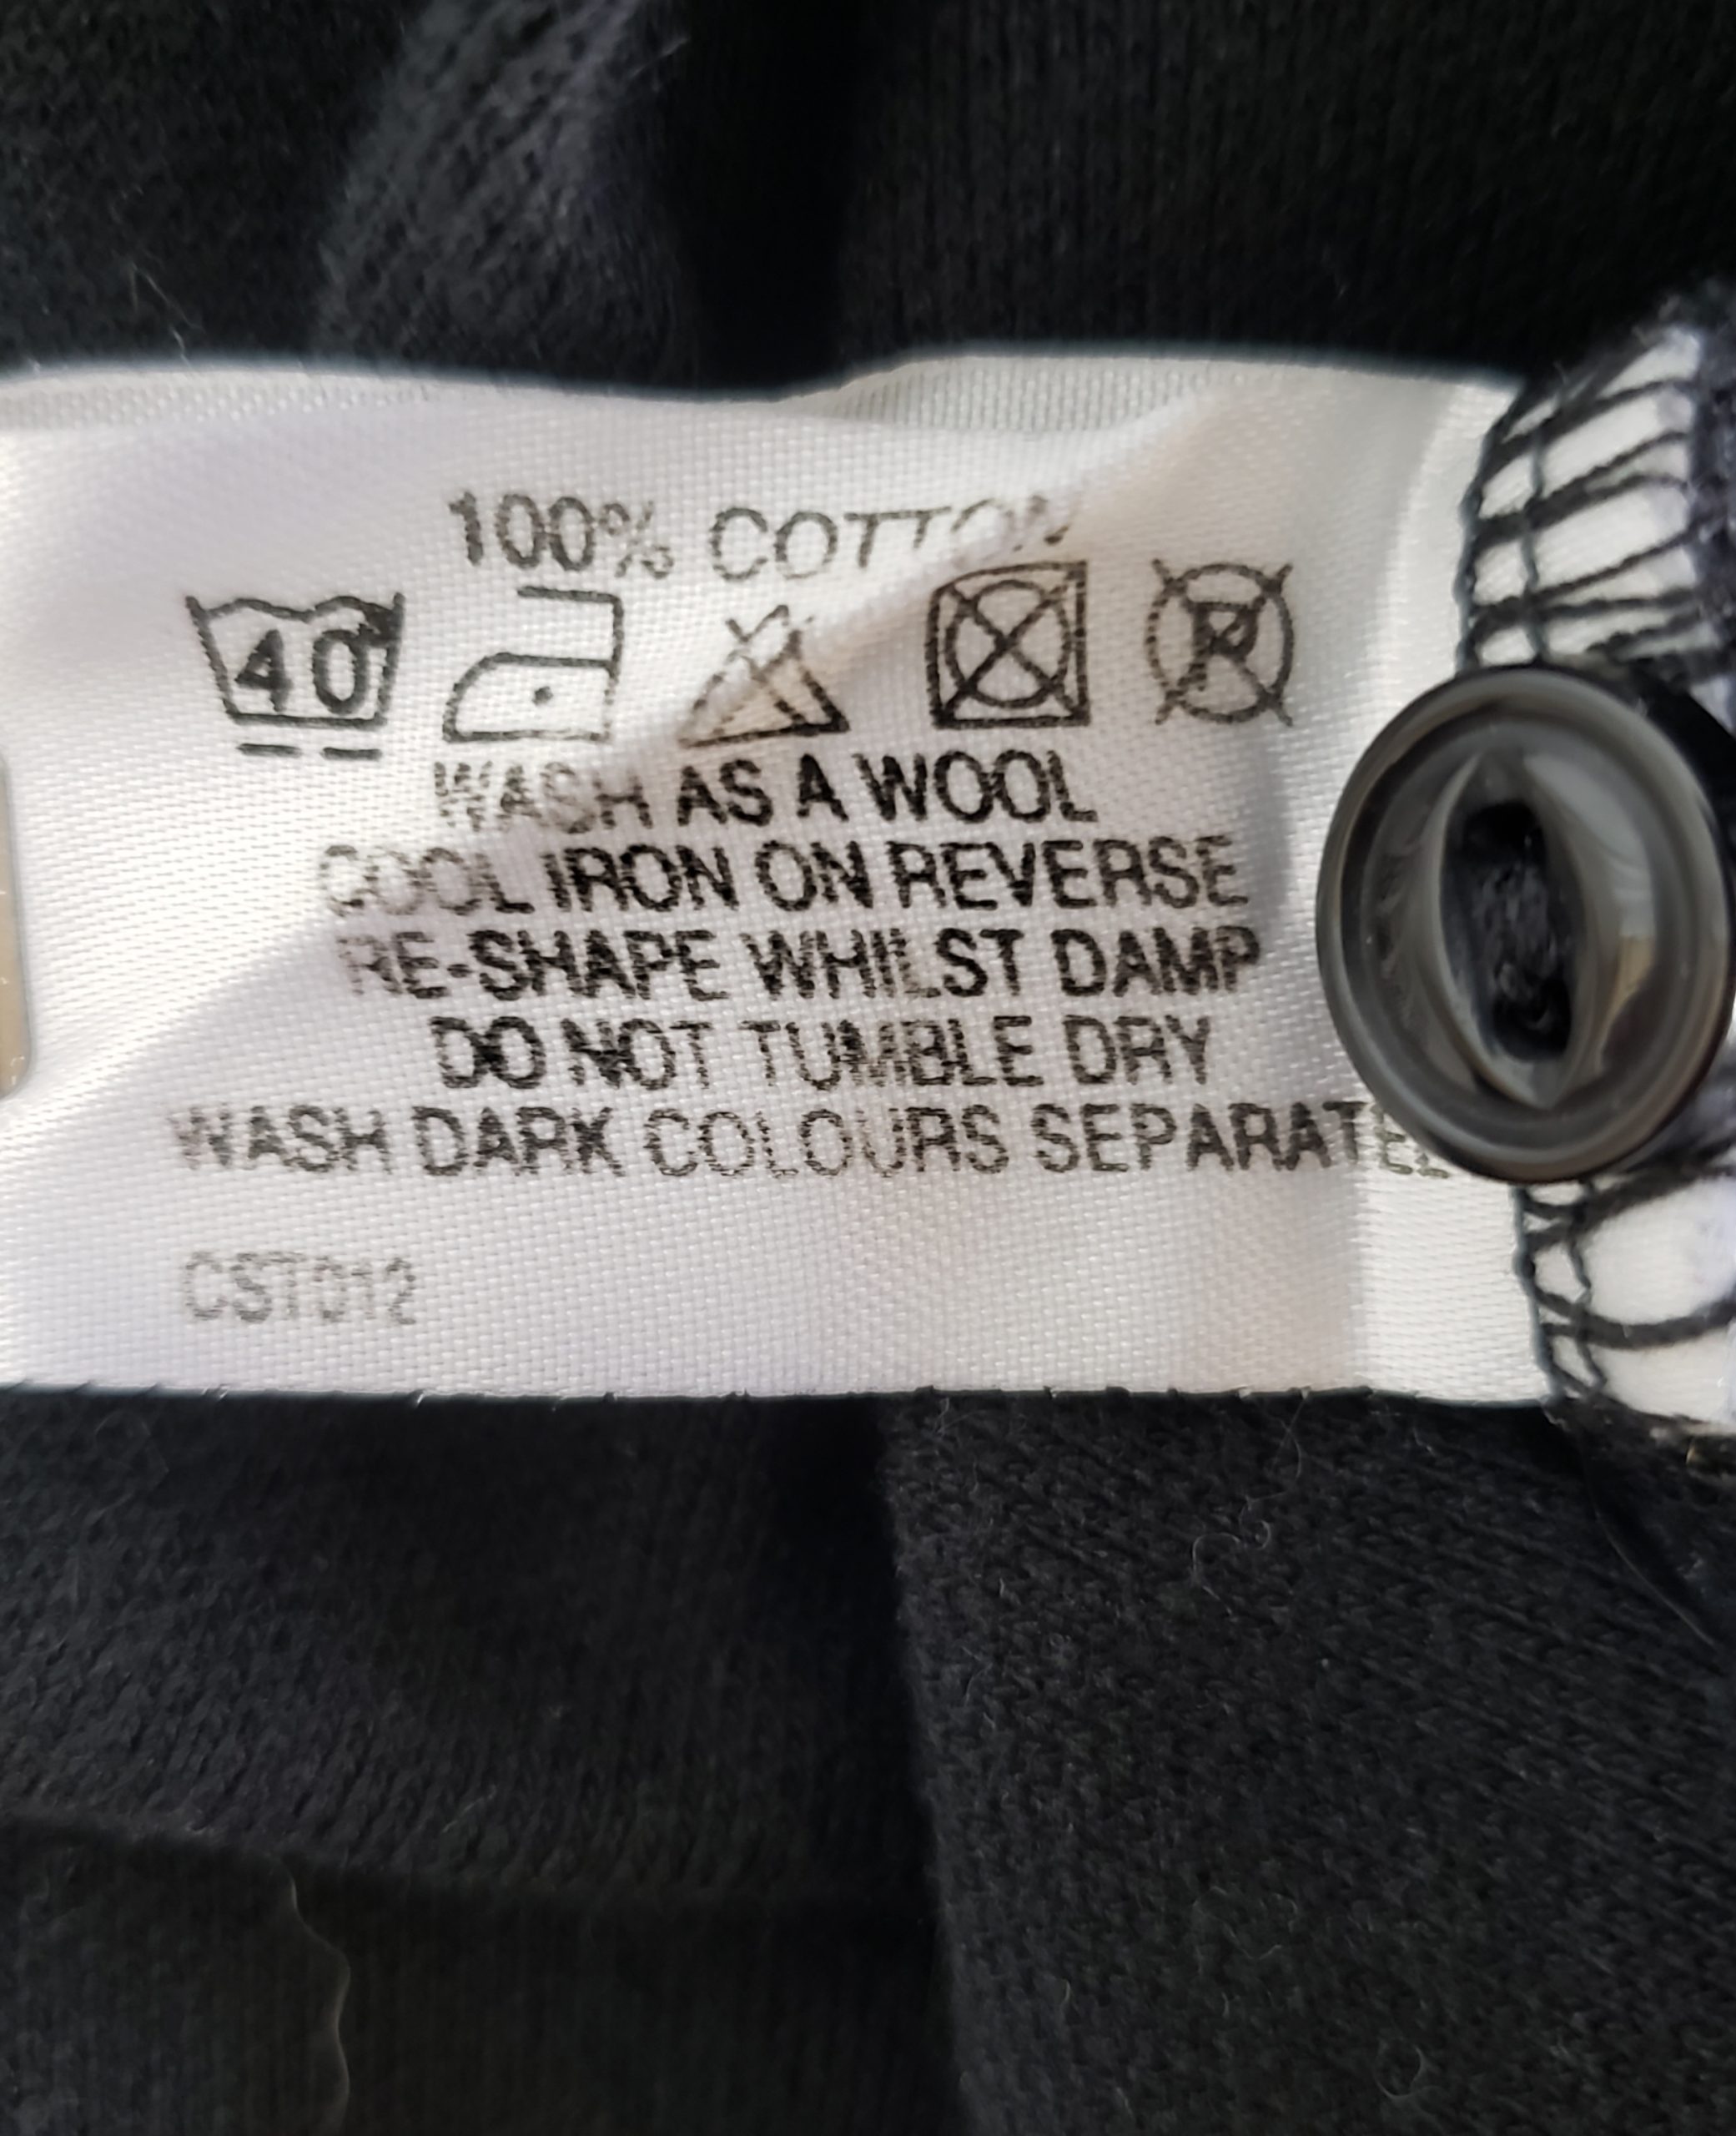 100% COTTON
40 P
WASH AS A WOOL
COOL IRON ON REVERSE
RE-SHAPE WHILST DAMP
DO NOT TUMBLE DRY
WASH DARK COLOURS
CST012